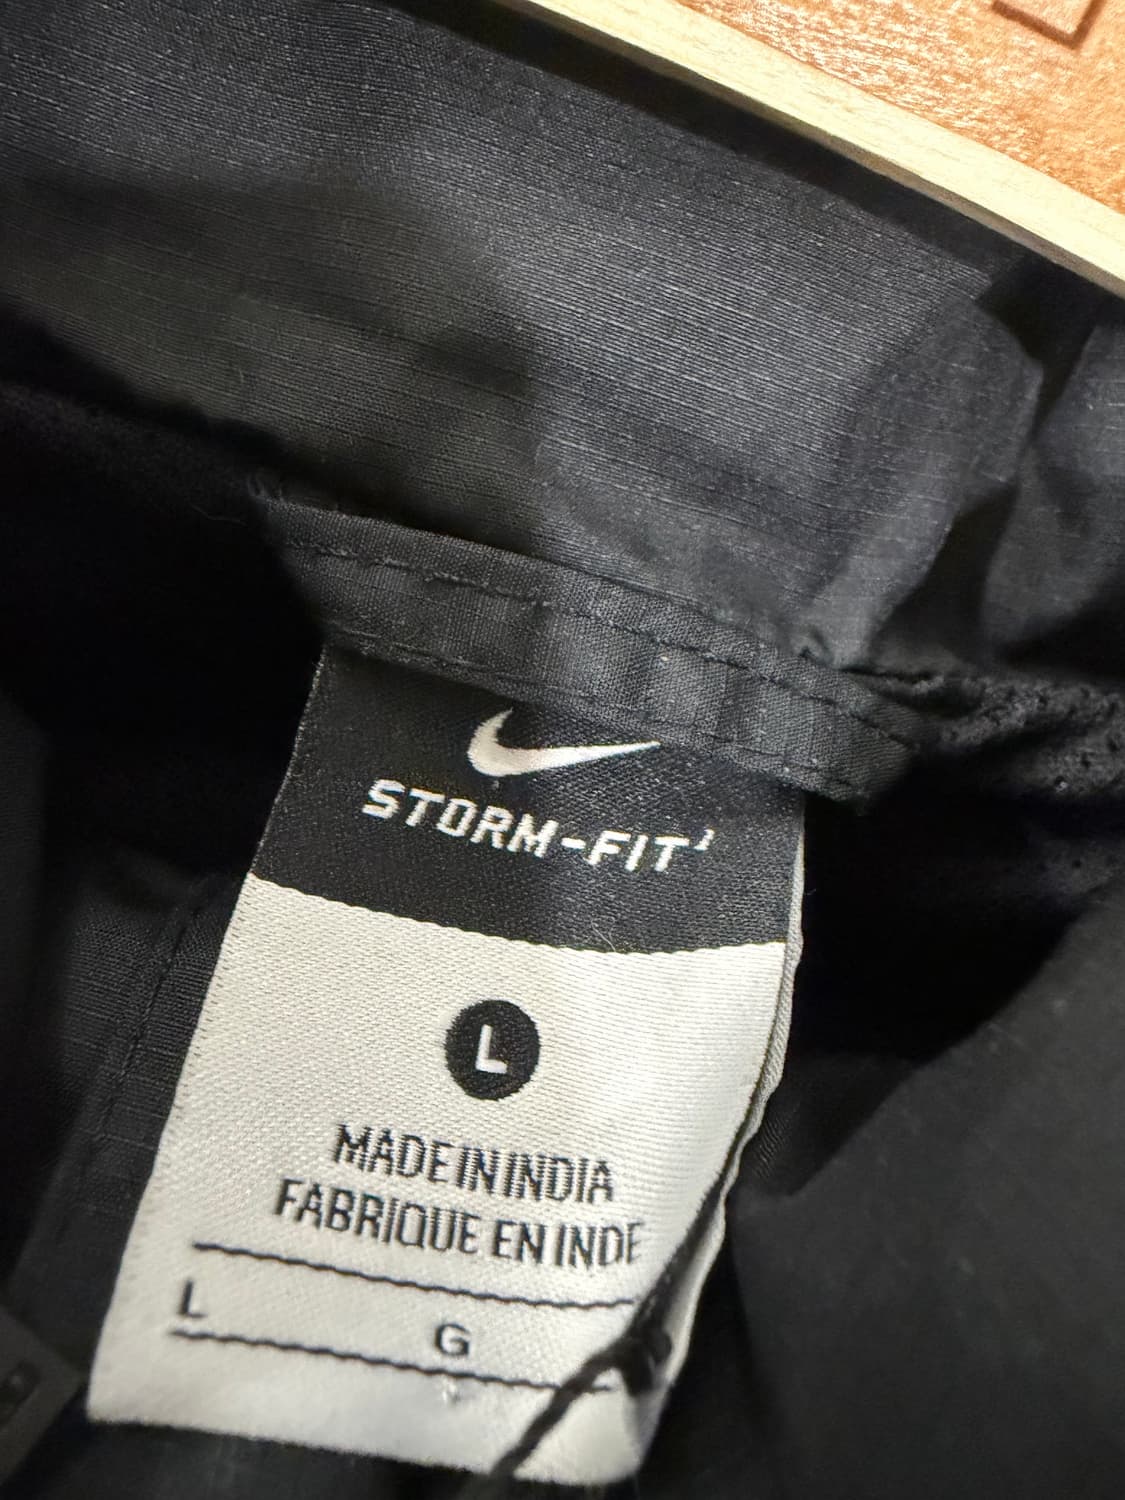 STORM-FIT
L
MADE IN INDIA
FABRIQUE EN INDE
L G